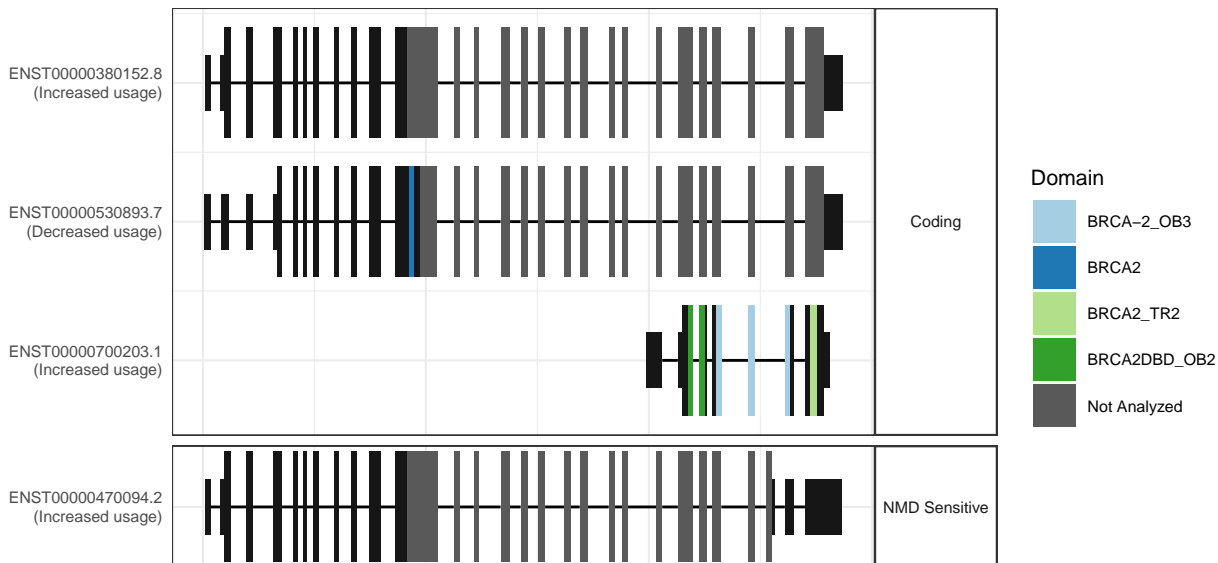 ENST00000380152.8
(Increased usage)
ENST00000530893.7
(Decreased usage)
ENST00000700203.1
(Increased usage)
Coding
ENST00000470094.2
(Increased usage)
NMD Sensitive
Domain
BRCA−2_OB3
BRCA2
BRCA2_TR2
BRCA2DBD_OB2
Not Analyzed